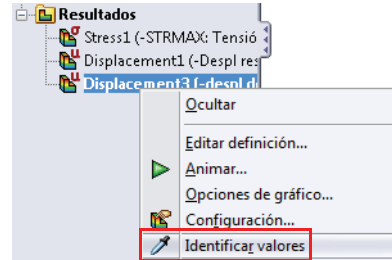 Resultados
Stress1 (-STRMAX: Tensió
Displacement1 (-Despl res
Displacement3 (-despl d
Ocultar
Editar definición...
Animar...
Opciones de gráfico...
Configuración...
Identificar valores